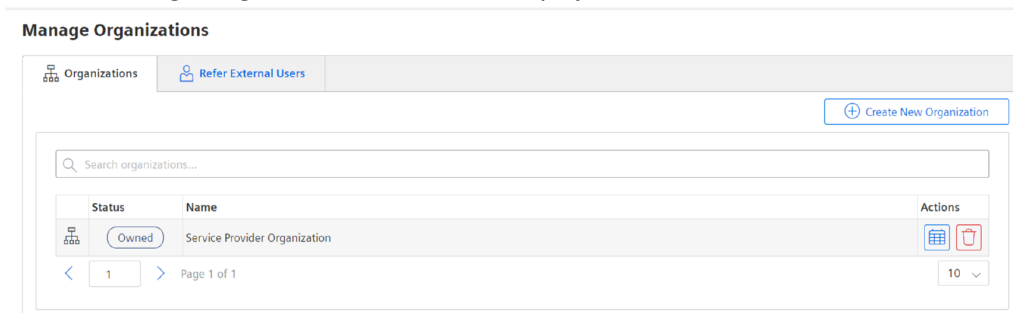 Manage Organizations
Organizations
Refer External Users
Create New Organization
Search organizations...
Status Name Actions
Owned Service Provider Organization
1 Page 1 of 1 10